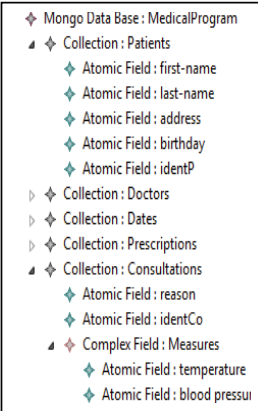 Mongo Data Base : MedicalProgram
Collection : Patients
Atomic Field : first-name
Atomic Field : last-name
Atomic Field : address
Atomic Field : birthday
Atomic Field : identP
Collection : Doctors
Collection : Dates
Collection : Prescriptions
Collection : Consultations
Atomic Field : reason
Atomic Field : identCo
Complex Field : Measures
Atomic Field : temperature
Atomic Field : blood pressu